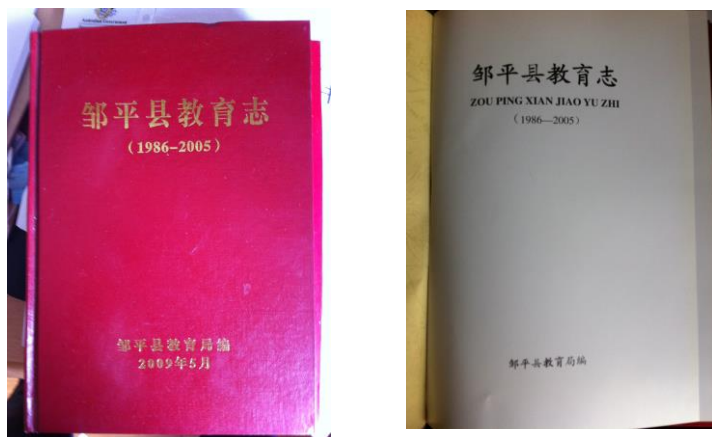 邹平县教育志
（1986-2005）
邹平县教育局编
2009年5月
邹平县教育志
ZOU PING XIAN JIAO YU ZHI
（1986—2005）
邹平县教育局编